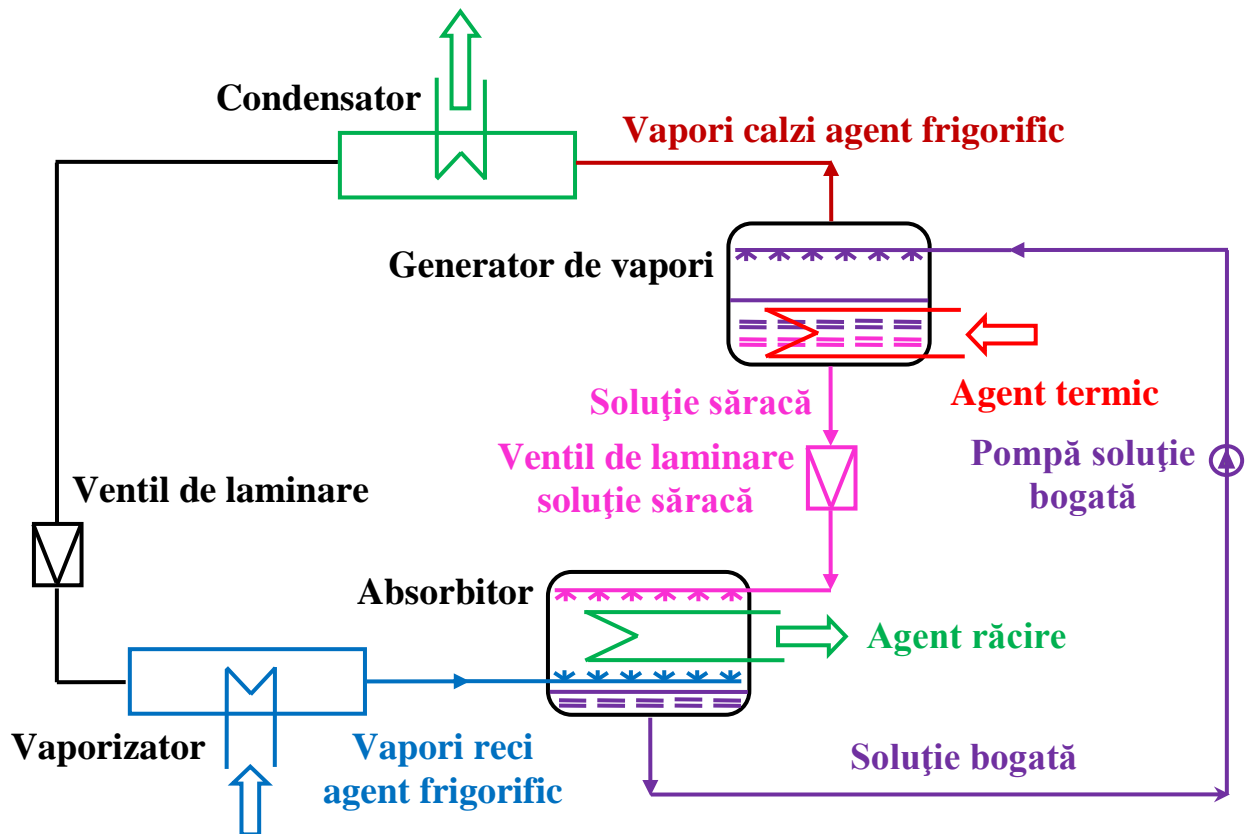 Condensator
Vapori calzi agent frigorific
Generator de vapori
Agent termic
Soluţie săracă
Ventil de laminare
soluţie săracă
Pompă soluţie
bogată
Ventil de laminare
Absorbitor
Agent răcire
Vaporizator
Vapori reci
agent frigorific
Soluţie bogată